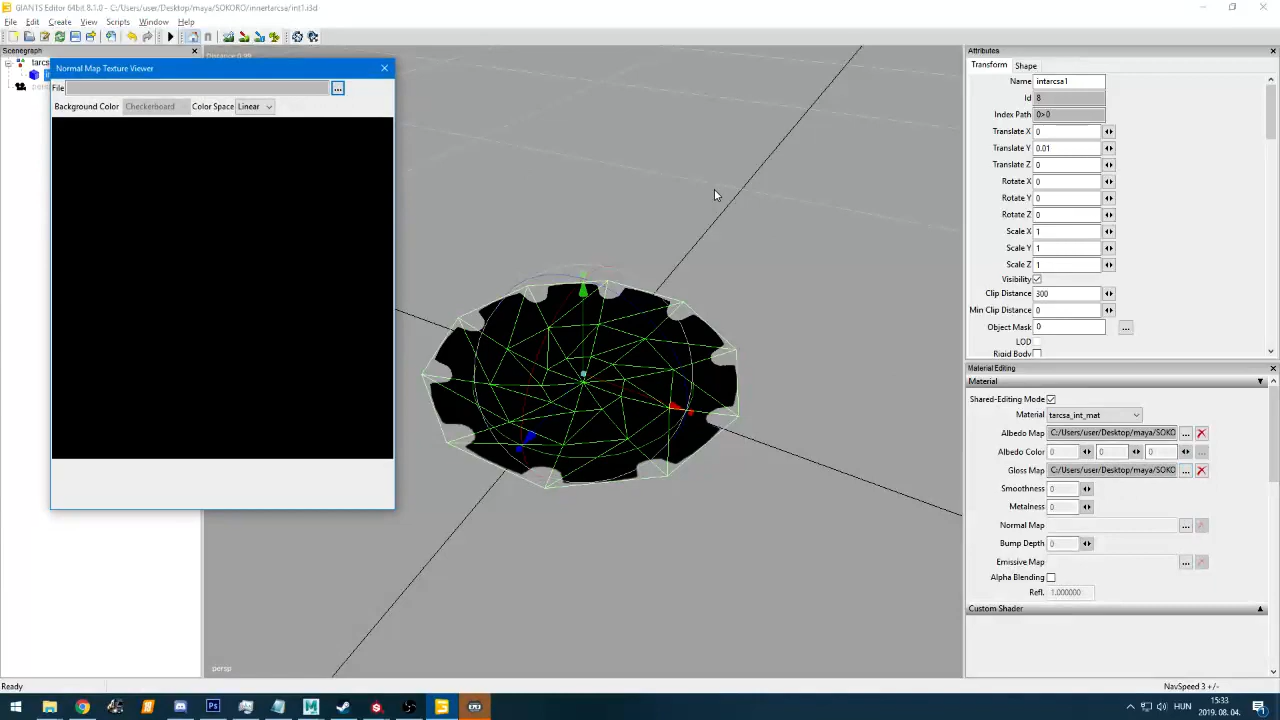 GIANTS Editor 64bit 8.1.0 - C:/Users/user/Desktop/maya/SOKORO/innertarcsa/int1.i3d
File Edit Create View Scripts Window Help
Scenegraph
tarcs
Normal Map Texture Viewer
File
...
Background Color Checkerboard Color Space Linear
persp
Attributes
Transform Shape
Name intarcsa1
Id 8
Index Path 0>0
Translate X 0
Translate Y 0.01
Translate Z 0
Rotate X 0
Rotate Y 0
Rotate Z 0
Scale X 1
Scale Y 1
Scale Z 1
Visibility
Clip Distance 300
Min Clip Distance 0
Object Mask 0 ...
LOD
Rigid Body
Material Editing
Material
Shared-Editing Mode
Material tarcsa_int_mat
Albedo Map C:/Users/user/Desktop/maya/SOKO ...
Albedo Color 0 0 0 ...
Gloss Map C:/Users/user/Desktop/maya/SOKO ...
Smoothness 0
Metalness 0
Normal Map ...
Bump Depth 0
Emissive Map ...
Alpha Blending
Refl. 1.000000
Custom Shader
Ready
NavSpeed 3 +/-
HUN
15:33
2019. 08. 04.